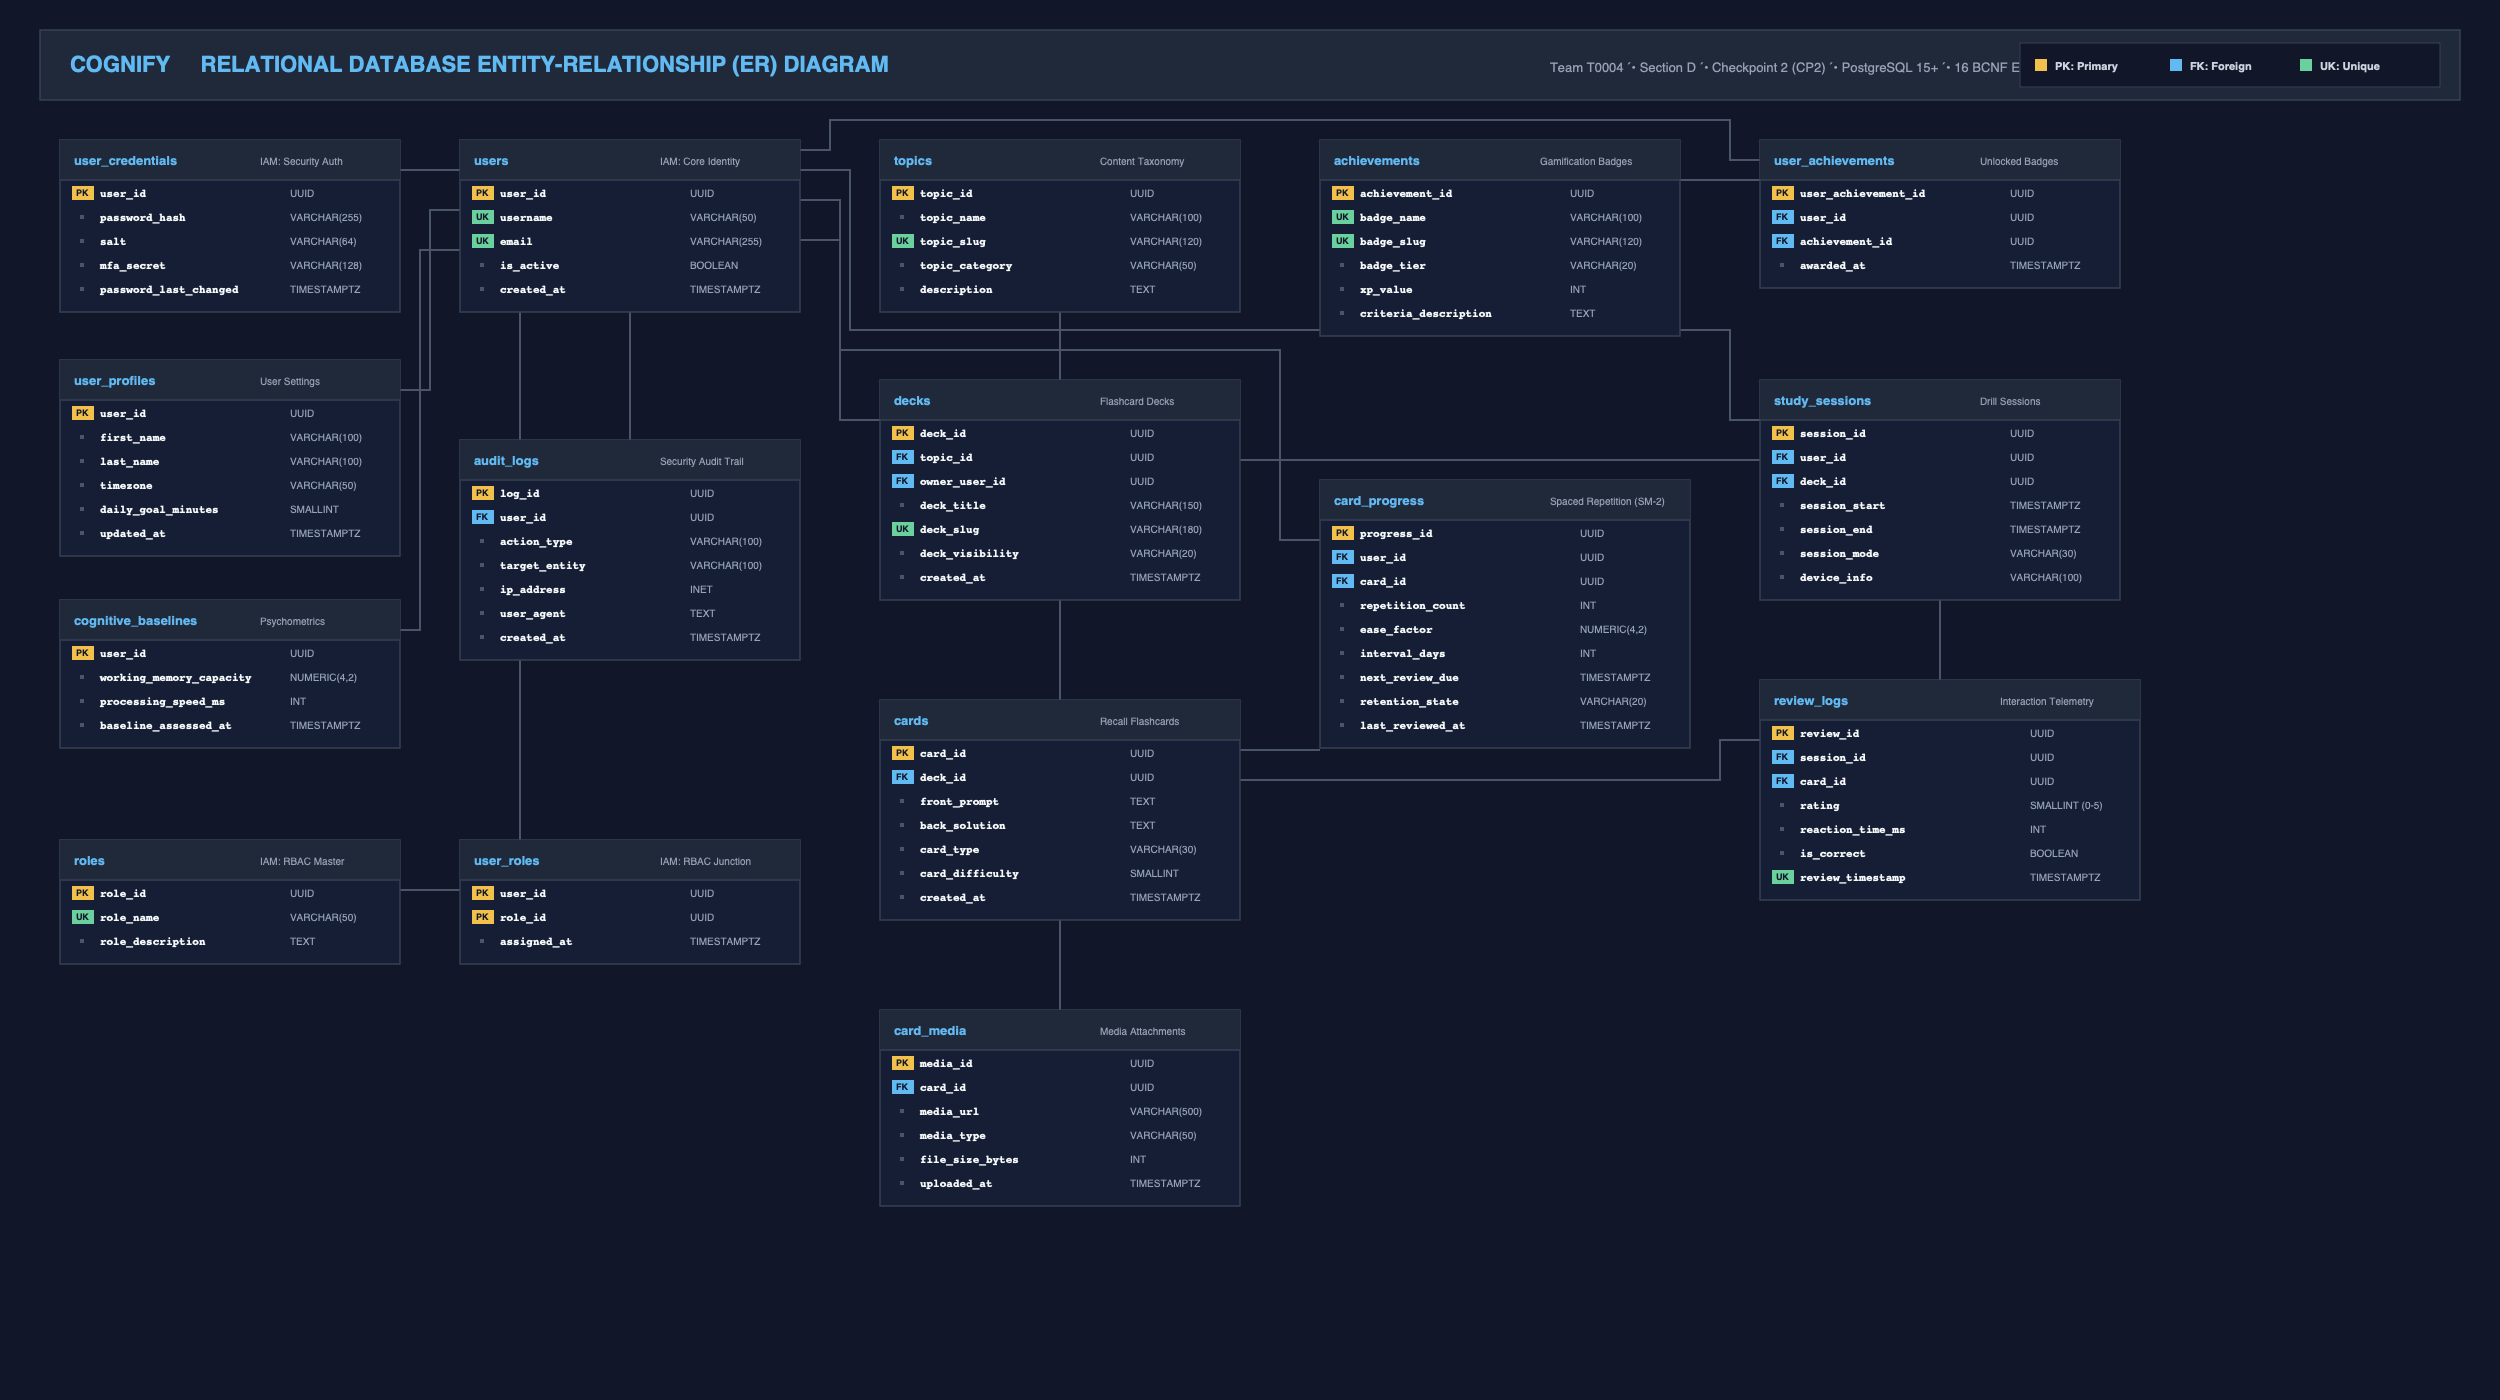 COGNIFY RELATIONAL DATABASE ENTITY-RELATIONSHIP (ER) DIAGRAM
Team T0004 ´• Section D ´• Checkpoint 2 (CP2) ´• PostgreSQL 15+ ´• 16 BCNF E
PK: Primary FK: Foreign UK: Unique
user_credentials IAM: Security Auth
PK user_id UUID
password_hash VARCHAR(255)
salt VARCHAR(64)
mfa_secret VARCHAR(128)
password_last_changed TIMESTAMPTZ
users IAM: Core Identity
PK user_id UUID
UK username VARCHAR(50)
UK email VARCHAR(255)
is_active BOOLEAN
created_at TIMESTAMPTZ
topics Content Taxonomy
PK topic_id UUID
topic_name VARCHAR(100)
UK topic_slug VARCHAR(120)
topic_category VARCHAR(50)
description TEXT
achievements Gamification Badges
PK achievement_id UUID
UK badge_name VARCHAR(100)
UK badge_slug VARCHAR(120)
badge_tier VARCHAR(20)
xp_value INT
criteria_description TEXT
user_achievements Unlocked Badges
PK user_achievement_id UUID
FK user_id UUID
FK achievement_id UUID
awarded_at TIMESTAMPTZ
user_profiles User Settings
PK user_id UUID
first_name VARCHAR(100)
last_name VARCHAR(100)
timezone VARCHAR(50)
daily_goal_minutes SMALLINT
updated_at TIMESTAMPTZ
audit_logs Security Audit Trail
PK log_id UUID
FK user_id UUID
action_type VARCHAR(100)
target_entity VARCHAR(100)
ip_address INET
user_agent TEXT
created_at TIMESTAMPTZ
decks Flashcard Decks
PK deck_id UUID
FK topic_id UUID
FK owner_user_id UUID
deck_title VARCHAR(150)
UK deck_slug VARCHAR(180)
deck_visibility VARCHAR(20)
created_at TIMESTAMPTZ
card_progress Spaced Repetition (SM-2)
PK progress_id UUID
FK user_id UUID
FK card_id UUID
repetition_count INT
ease_factor NUMERIC(4,2)
interval_days INT
next_review_due TIMESTAMPTZ
retention_state VARCHAR(20)
last_reviewed_at TIMESTAMPTZ
study_sessions Drill Sessions
PK session_id UUID
FK user_id UUID
FK deck_id UUID
session_start TIMESTAMPTZ
session_end TIMESTAMPTZ
session_mode VARCHAR(30)
device_info VARCHAR(100)
cognitive_baselines Psychometrics
PK user_id UUID
working_memory_capacity NUMERIC(4,2)
processing_speed_ms INT
baseline_assessed_at TIMESTAMPTZ
cards Recall Flashcards
PK card_id UUID
FK deck_id UUID
front_prompt TEXT
back_solution TEXT
card_type VARCHAR(30)
card_difficulty SMALLINT
created_at TIMESTAMPTZ
review_logs Interaction Telemetry
PK review_id UUID
FK session_id UUID
FK card_id UUID
rating SMALLINT (0-5)
reaction_time_ms INT
is_correct BOOLEAN
UK review_timestamp TIMESTAMPTZ
roles IAM: RBAC Master
PK role_id UUID
UK role_name VARCHAR(50)
role_description TEXT
user_roles IAM: RBAC Junction
PK user_id UUID
PK role_id UUID
assigned_at TIMESTAMPTZ
card_media Media Attachments
PK media_id UUID
FK card_id UUID
media_url VARCHAR(500)
media_type VARCHAR(50)
file_size_bytes INT
uploaded_at TIMESTAMPTZ